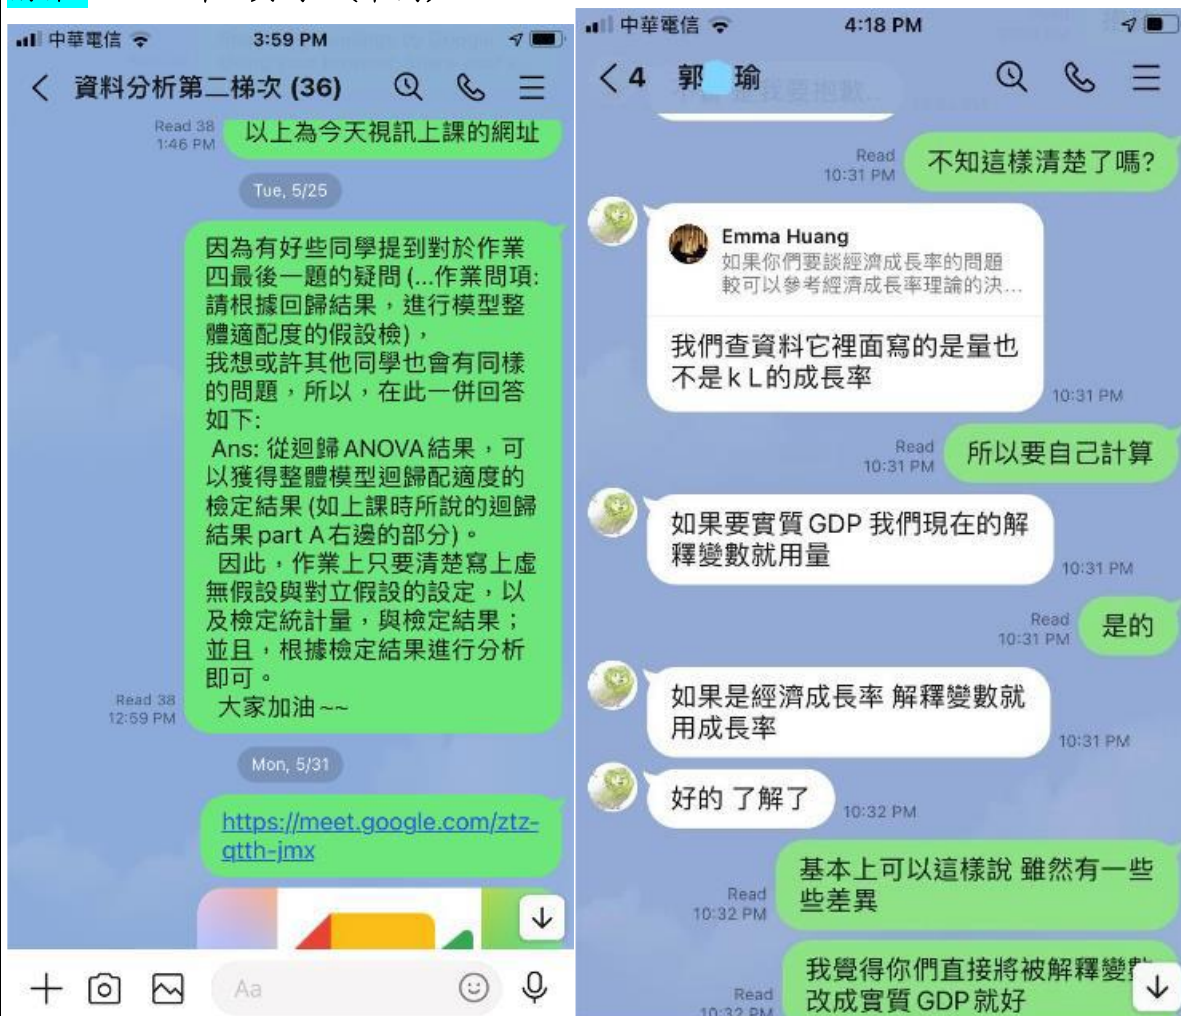 中華電信
3:59 PM
資料分析第二梯次 (36)
Read 38
1:46 PM
以上為今天視訊上課的網址
Tue, 5/25
因為有好些同學提到對於作業
四最後一題的疑問 (...作業問項:
請根據回歸結果，進行模型整
體適配度的假設檢)，
我想或許其他同學也會有同樣
的問題，所以，在此一併回答
如下:
Ans: 從迴歸ANOVA結果，可
以獲得整體模型迴歸配適度的
檢定結果 (如上課時所說的迴歸
結果 part A 右邊的部分)。
因此，作業上只要清楚寫上虛
無假設與對立假設的設定，以
及檢定統計量，與檢定結果；
並且，根據檢定結果進行分析
即可。
大家加油~~
Read 38
12:59 PM
Mon, 5/31
https://meet.google.com/ztz-
qtth-jmx
Aa
中華電信
4:18 PM
4 郭 瑜
Read
10:31 PM
不知這樣清楚了嗎?
Emma Huang
如果你們要談經濟成長率的問題
較可以參考經濟成長率理論的決...
我們查資料它裡面寫的是量也
不是k L的成長率
10:31 PM
Read
10:31 PM
所以要自己計算
如果要實質GDP 我們現在的解
釋變數就用量
10:31 PM
Read
10:31 PM
是的
如果是經濟成長率 解釋變數就
用成長率
10:31 PM
好的 了解了
10:32 PM
基本上可以這樣說 雖然有一些
些差異
Read
10:32 PM
我覺得你們直接將被解釋變數
改成實質GDP就好
Read
10:32 PM